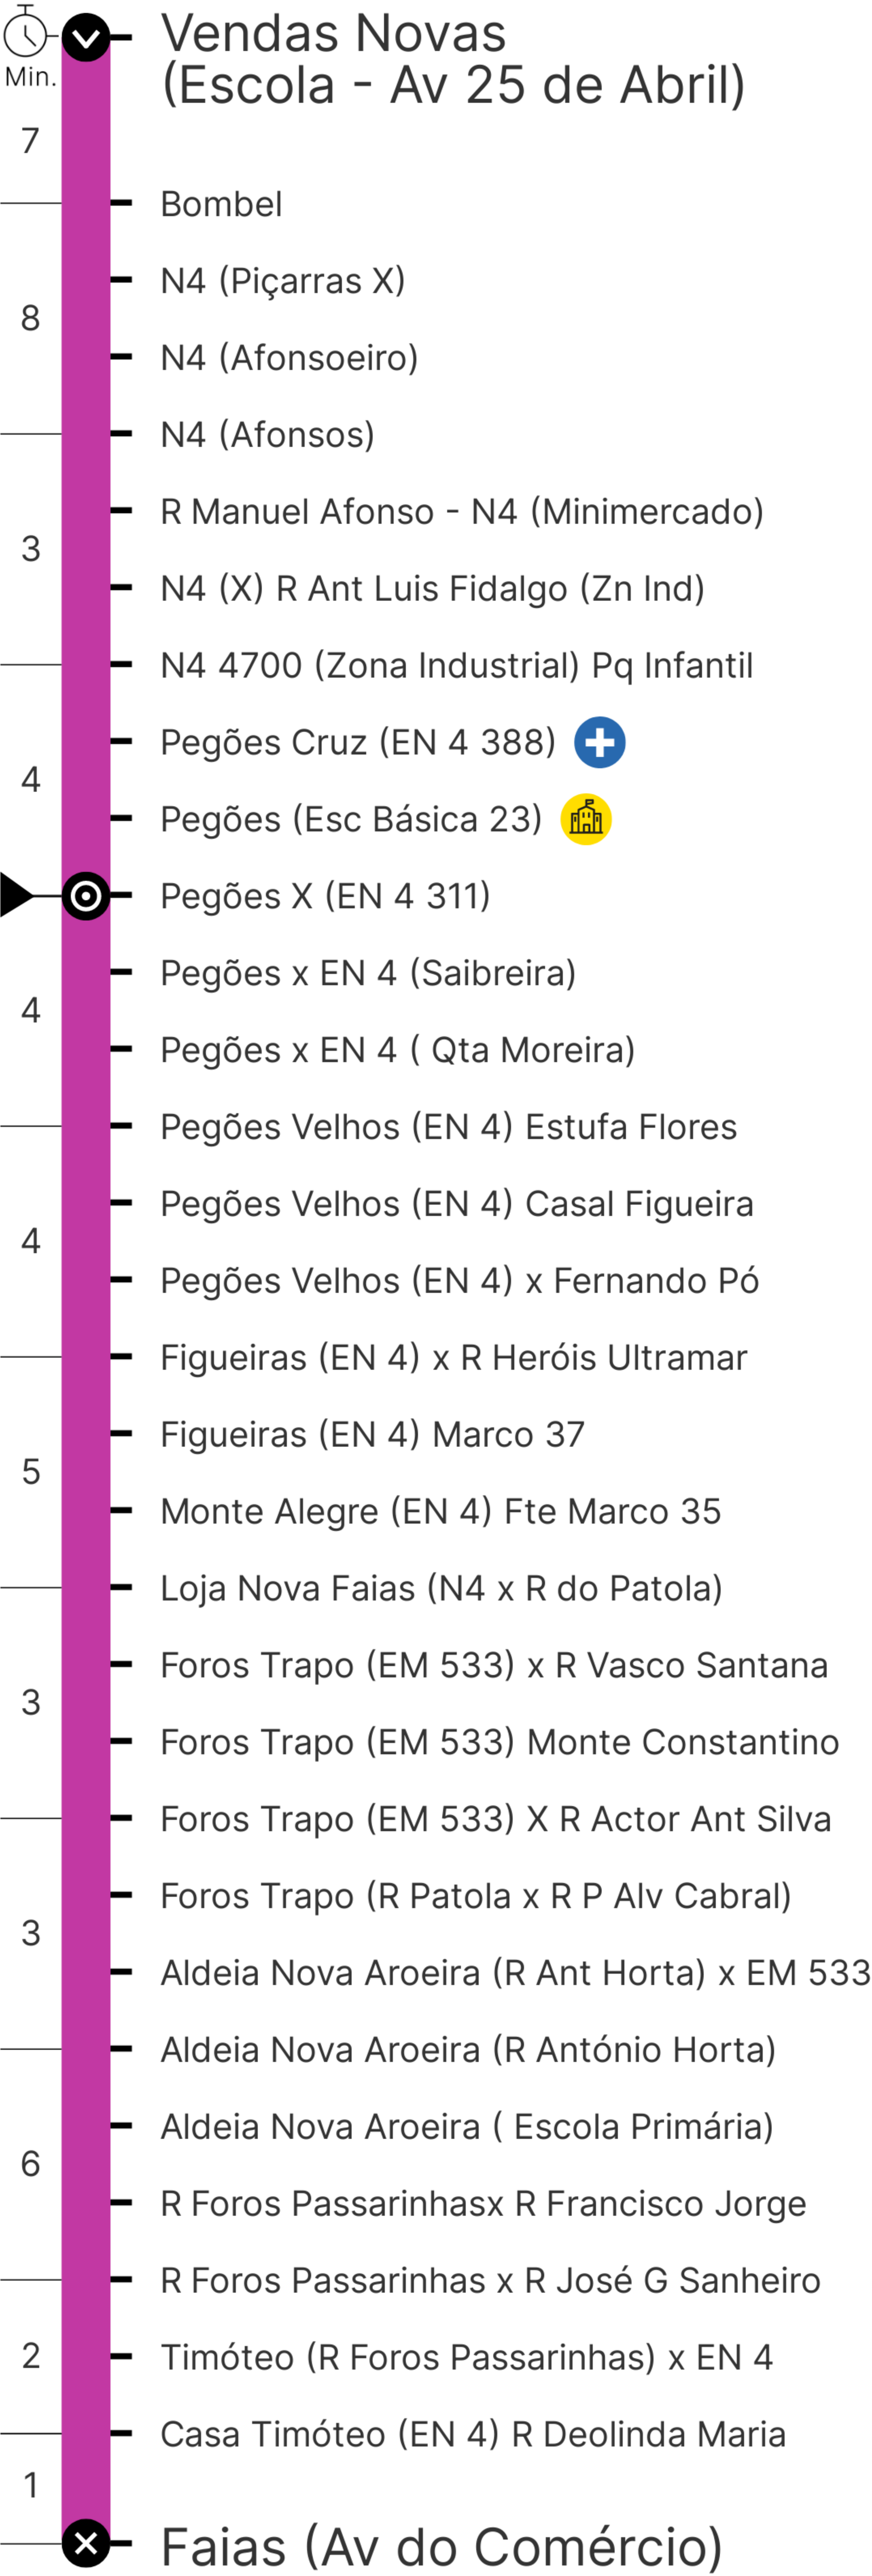 Vendas Novas
(Escola - Av 25 de Abril)
Min.
7
Bombel
N4 (Piçarras X)
8
N4 (Afonsoeiro)
N4 (Afonsos)
R Manuel Afonso - N4 (Minimercado)
3
N4 (X) R Ant Luis Fidalgo (Zn Ind)
N4 4700 (Zona Industrial) Pq Infantil
Pegões Cruz (EN 4 388)
4
Pegões (Esc Básica 23)
Pegões X (EN 4 311)
Pegões x EN 4 (Saibreira)
4
Pegões x EN 4 ( Qta Moreira)
Pegões Velhos (EN 4) Estufa Flores
Pegões Velhos (EN 4) Casal Figueira
4
Pegões Velhos (EN 4) x Fernando Pó
Figueiras (EN 4) x R Heróis Ultramar
Figueiras (EN 4) Marco 37
5
Monte Alegre (EN 4) Fte Marco 35
Loja Nova Faias (N4 x R do Patola)
Foros Trapo (EM 533) x R Vasco Santana
3
Foros Trapo (EM 533) Monte Constantino
Foros Trapo (EM 533) X R Actor Ant Silva
Foros Trapo (R Patola x R P Alv Cabral)
3
Aldeia Nova Aroeira (R Ant Horta) x EM 533
Aldeia Nova Aroeira (R António Horta)
Aldeia Nova Aroeira ( Escola Primária)
6
R Foros Passarinhasx R Francisco Jorge
R Foros Passarinhas x R José G Sanheiro
2
Timóteo (R Foros Passarinhas) x EN 4
Casa Timóteo (EN 4) R Deolinda Maria
1
Faias (Av do Comércio)